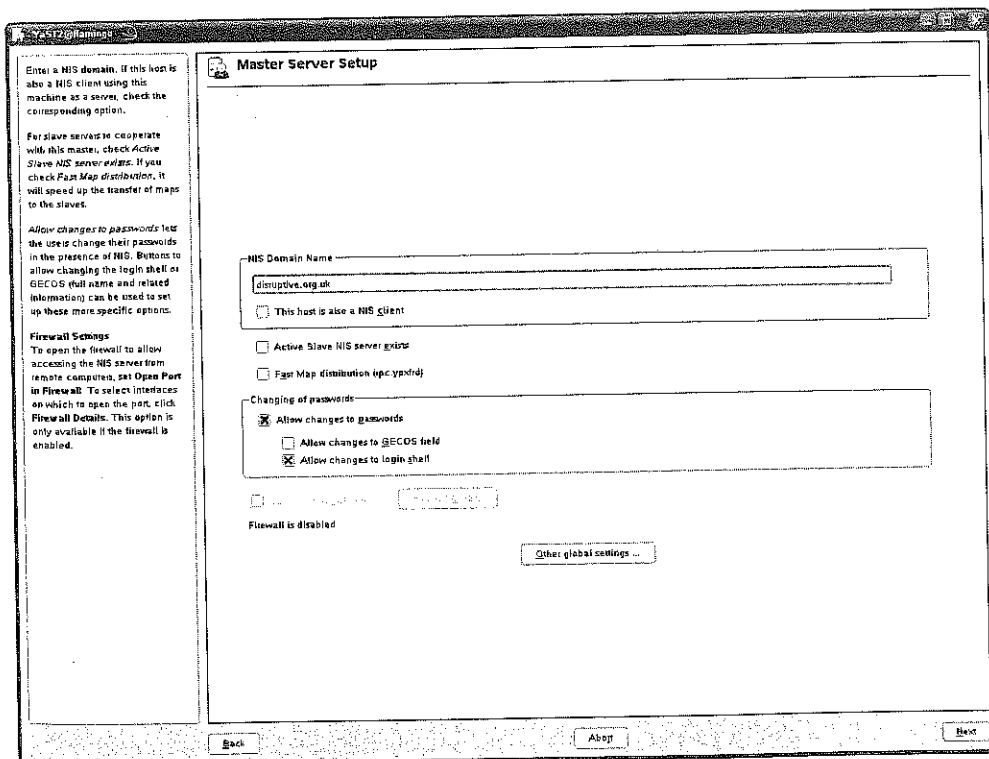 YaST2@flamingo
Enter a NIS domain. If this host is
also a NIS client using this
machine as a server, check the
corresponding option.
For slave servers to cooperate
with this master, check Active
Slave NIS server exists. If you
check Fast Map distribution, it
will speed up the transfer of maps
to the slaves.
Allow changes to passwords lets
the users change their passwords
in the presence of NIS. Buttons to
allow changing the login shell or
GECOS (full name and related
information) can be used to set
up these more specific options.
Firewall Settings
To open the firewall to allow
accessing the NIS server from
remote computers, set Open Port
in Firewall. To select interfaces
on which to open the port, click
Firewall Details. This option is
only available if the firewall is
enabled.
Master Server Setup
NIS Domain Name
disruptive.org.uk
This host is also a NIS client
Active Slave NIS server exists
Fast Map distribution (rpc.ypxfrd)
Changing of passwords
Allow changes to passwords
Allow changes to GECOS field
Allow changes to login shell
Firewall is disabled
Other global settings ...
Back
Abort
Next